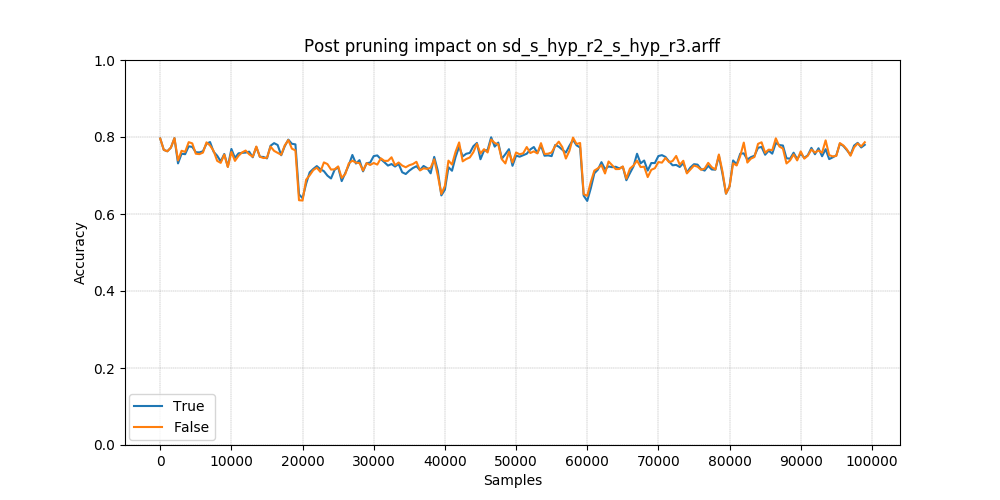 Post pruning impact on sd_s_hyp_r2_s_hyp_r3.arff
1.0
0.8
0.6
0.4
0.2
0.0
Accuracy
True
False
0 10000 20000 30000 40000 50000 60000 70000 80000 90000 100000
Samples